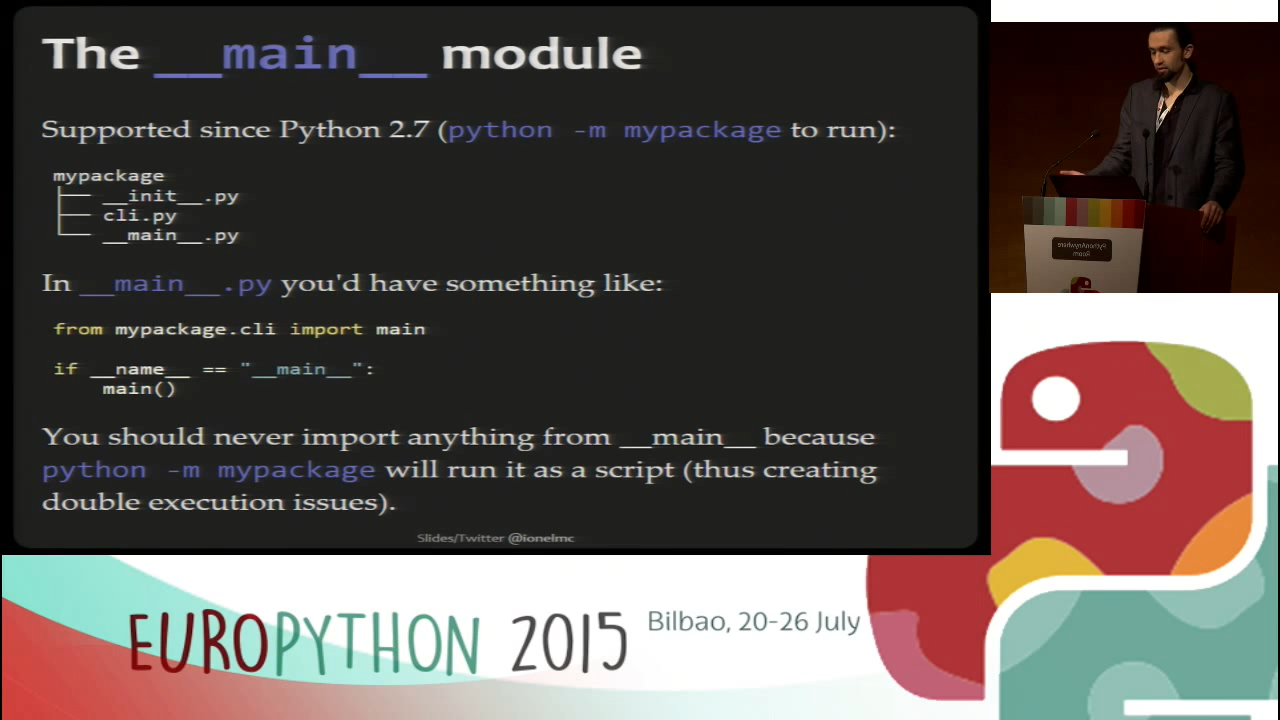 The __main__ module
Supported since Python 2.7 (python -m mypackage to run):
mypackage
├── __init__.py
├── cli.py
└── __main__.py
In __main__.py you'd have something like:
from mypackage.cli import main
if __name__ == "__main__":
main()
You should never import anything from __main__ because
python -m mypackage will run it as a script (thus creating
double execution issues).
Slides/Twitter @ionelmc
PythonAnywhere
Room
EUROPYTHON 2015
Bilbao, 20-26 July